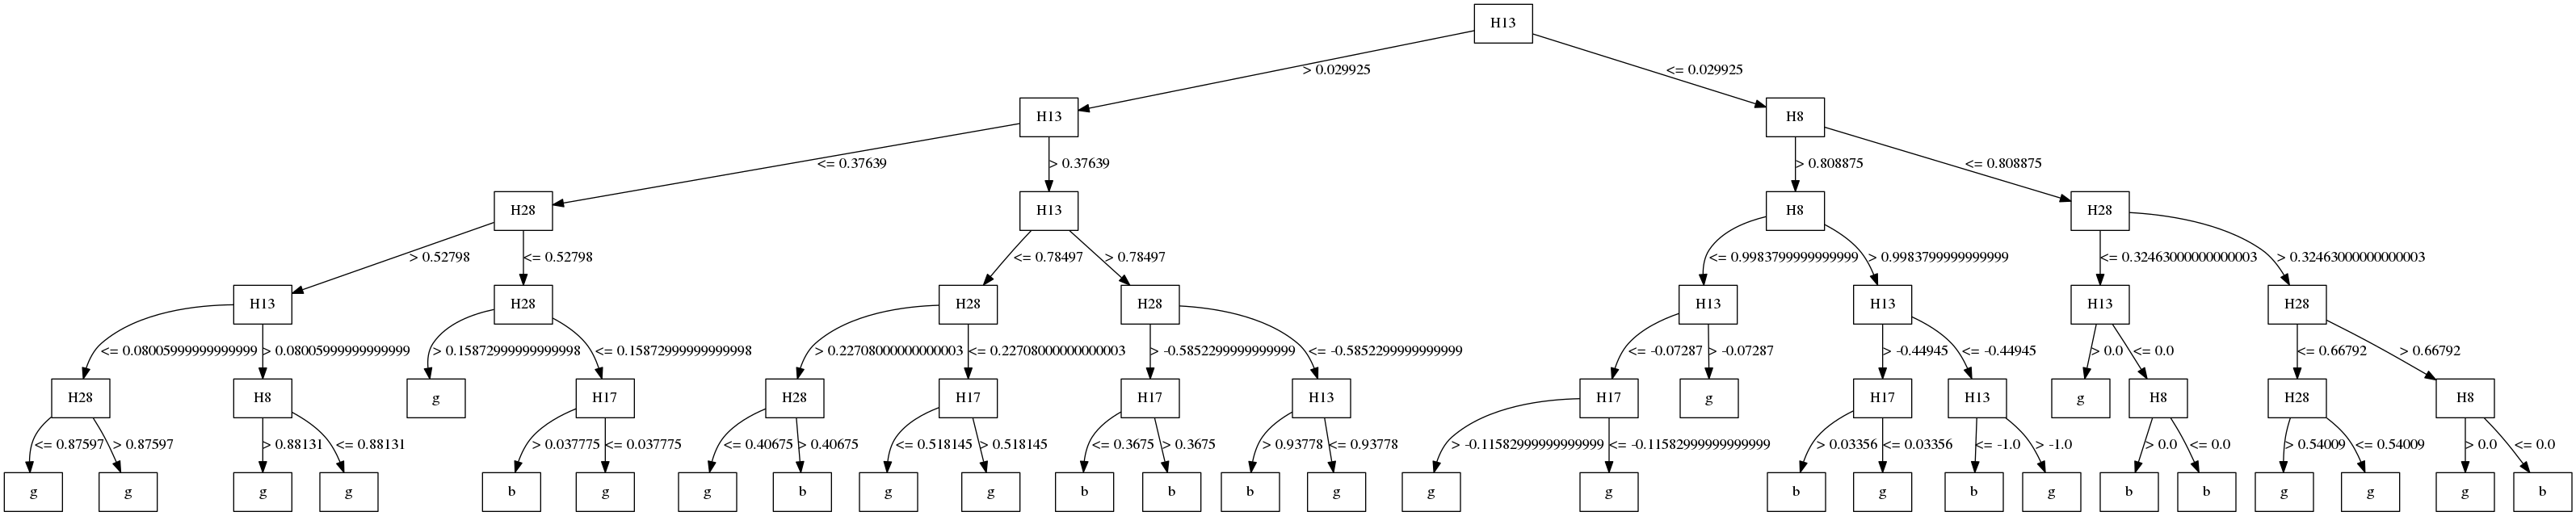 H13
> 0.029925 <= 0.029925
H13 H8
<= 0.37639 > 0.37639 > 0.808875 <= 0.808875
H28 H13 H8 H28
> 0.52798 <= 0.52798 <= 0.78497 > 0.78497 <= 0.9983799999999999 > 0.9983799999999999 <= 0.32463000000000003 > 0.32463000000000003
H13 H28 H28 H28 H13 H13 H13 H28
<= 0.08005999999999999 > 0.08005999999999999 > 0.15872999999999998 <= 0.15872999999999998 > 0.22708000000000003 <= 0.22708000000000003 > -0.5852299999999999 <= -0.5852299999999999 <= -0.07287 > -0.07287 > -0.44945 <= -0.44945 > 0.0 <= 0.0 <= 0.66792 > 0.66792
H28 H8 g H17 H28 H17 H17 H13 H17 g H17 H13 g H8 H28 H8
<= 0.87597 > 0.87597 > 0.88131 <= 0.88131 > 0.037775 <= 0.037775 <= 0.40675 > 0.40675 <= 0.518145 > 0.518145 <= 0.3675 > 0.3675 > 0.93778 <= 0.93778 > -0.11582999999999999 <= -0.11582999999999999 > 0.03356 <= 0.03356 <= -1.0 > -1.0 > 0.0 <= 0.0 > 0.54009 <= 0.54009 > 0.0 <= 0.0
g g g g b g g b g g b b b g g g b g b g b b g g g b